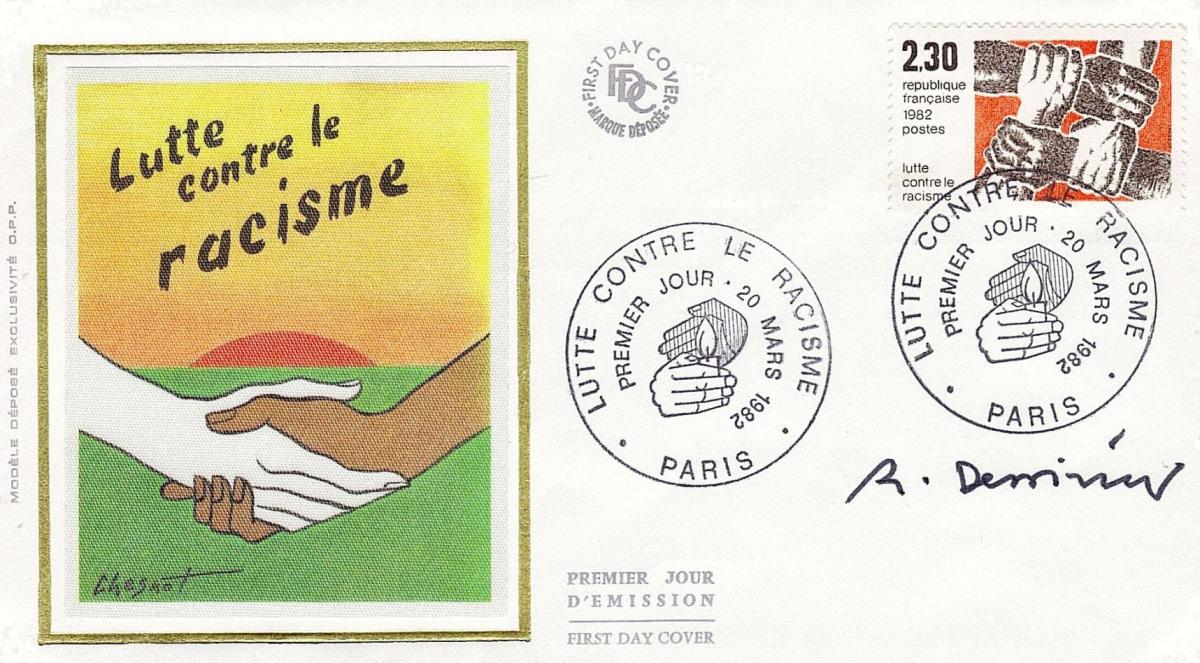 MODÈLE DÉPOSÉ EXCLUSIVITÉ O.P.P.
Lutte
contre le
racisme
Chesnot
FIRST DAY COVER
FDC
MARQUE DÉPOSÉE
2,30
republique
française
1982
postes
lutte
contre le
racisme
LUTTE CONTRE LE RACISME
PREMIER JOUR · 20 MARS 1982
PARIS
LUTTE CONTRE LE RACISME
PREMIER JOUR · 20 MARS 1982
PARIS
PREMIER JOUR
D'EMISSION
FIRST DAY COVER